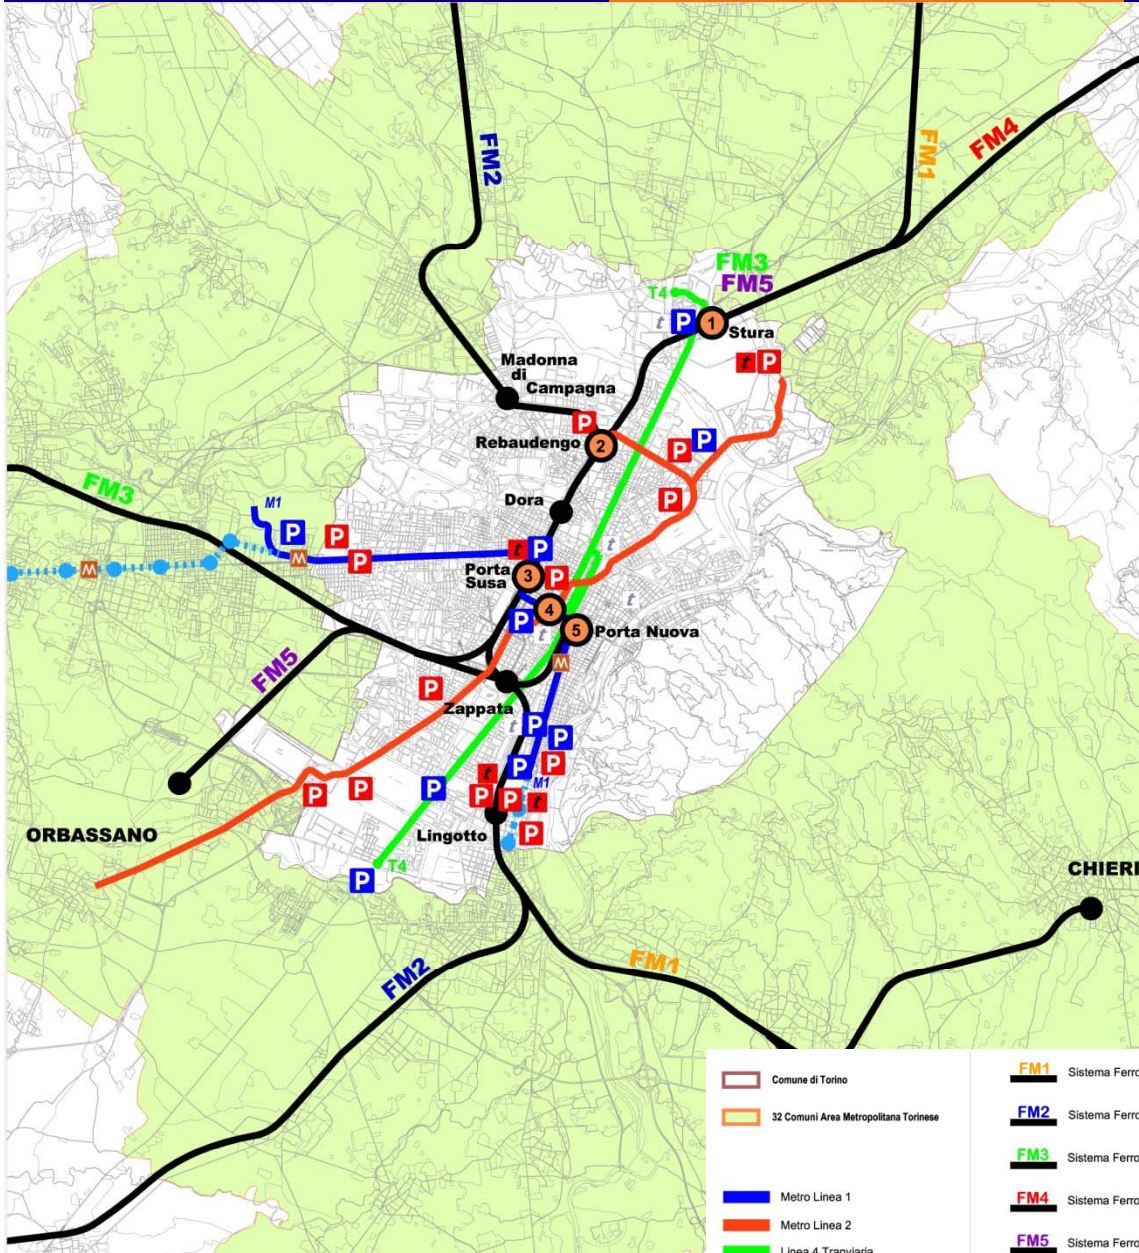 FM2
FM1
FM4
FM3
FM5
T4
t
P
1
Stura
Madonna
di
Campagna
t
P
P
Rebaudengo
2
P
P
FM3
M1
Dora
P
P
P
P
t
P
t
M
M
Porta
Susa
3
P
4
P
t
t
5
Porta Nuova
M
FM5
P
Zappata
t
P
P
P
P
t
M1
P
P
P
P
P
t
ORBASSANO
Lingotto
P
T4
P
CHIERI
FM2
FM1
Comune di Torino
32 Comuni Area Metropolitana Torinese
Metro Linea 1
Metro Linea 2
Linea 4 Tranviaria
FM1 Sistema Ferro
FM2 Sistema Ferro
FM3 Sistema Ferro
FM4 Sistema Ferro
FM5 Sistema Ferro